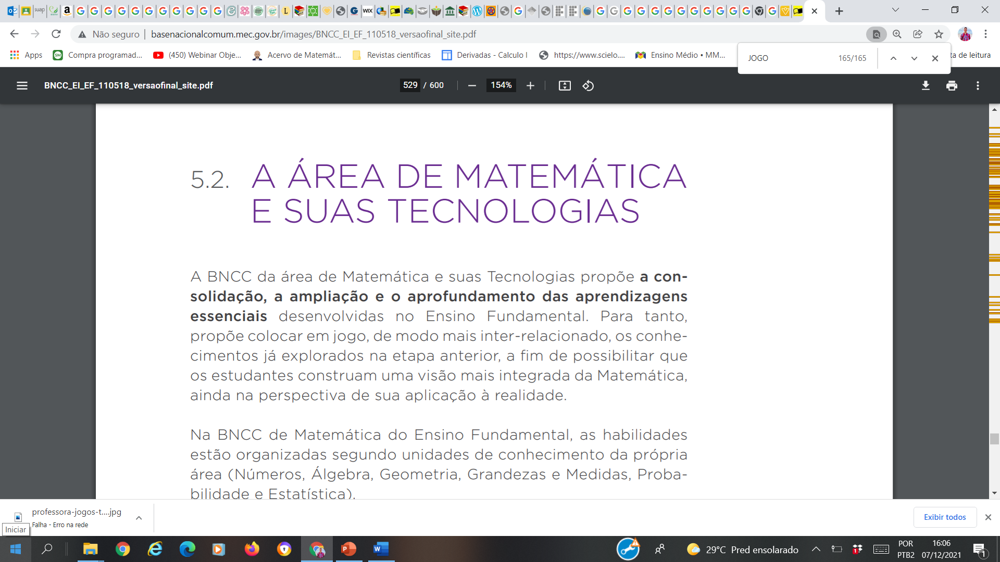 Não seguro
basenacionalcomum.mec.gov.br/images/BNCC_EI_EF_110518_versaofinal_site.pdf
Apps
Compra programad...
(450) Webinar Obje...
Acervo de Matemát...
Revistas científicas
Derivadas - Calculo I
https://www.scielo....
Ensino Médio • MM...
ta de leitura
JOGO 165/165
BNCC_EI_EF_110518_versaofinal_site.pdf
529 / 600
154%
5.2. A ÁREA DE MATEMÁTICA
E SUAS TECNOLOGIAS
A BNCC da área de Matemática e suas Tecnologias propõe a con-
solidação, a ampliação e o aprofundamento das aprendizagens
essenciais desenvolvidas no Ensino Fundamental. Para tanto,
propõe colocar em jogo, de modo mais inter-relacionado, os conhe-
cimentos já explorados na etapa anterior, a fim de possibilitar que
os estudantes construam uma visão mais integrada da Matemática,
ainda na perspectiva de sua aplicação à realidade.
Na BNCC de Matemática do Ensino Fundamental, as habilidades
estão organizadas segundo unidades de conhecimento da própria
área (Números, Álgebra, Geometria, Grandezas e Medidas, Proba-
bilidade e Estatística).
professora-jogos-t....jpg
Falha - Erro na rede
Exibir todos
Iniciar
29°C Pred ensolarado
POR
PTB2
16:06
07/12/2021
1